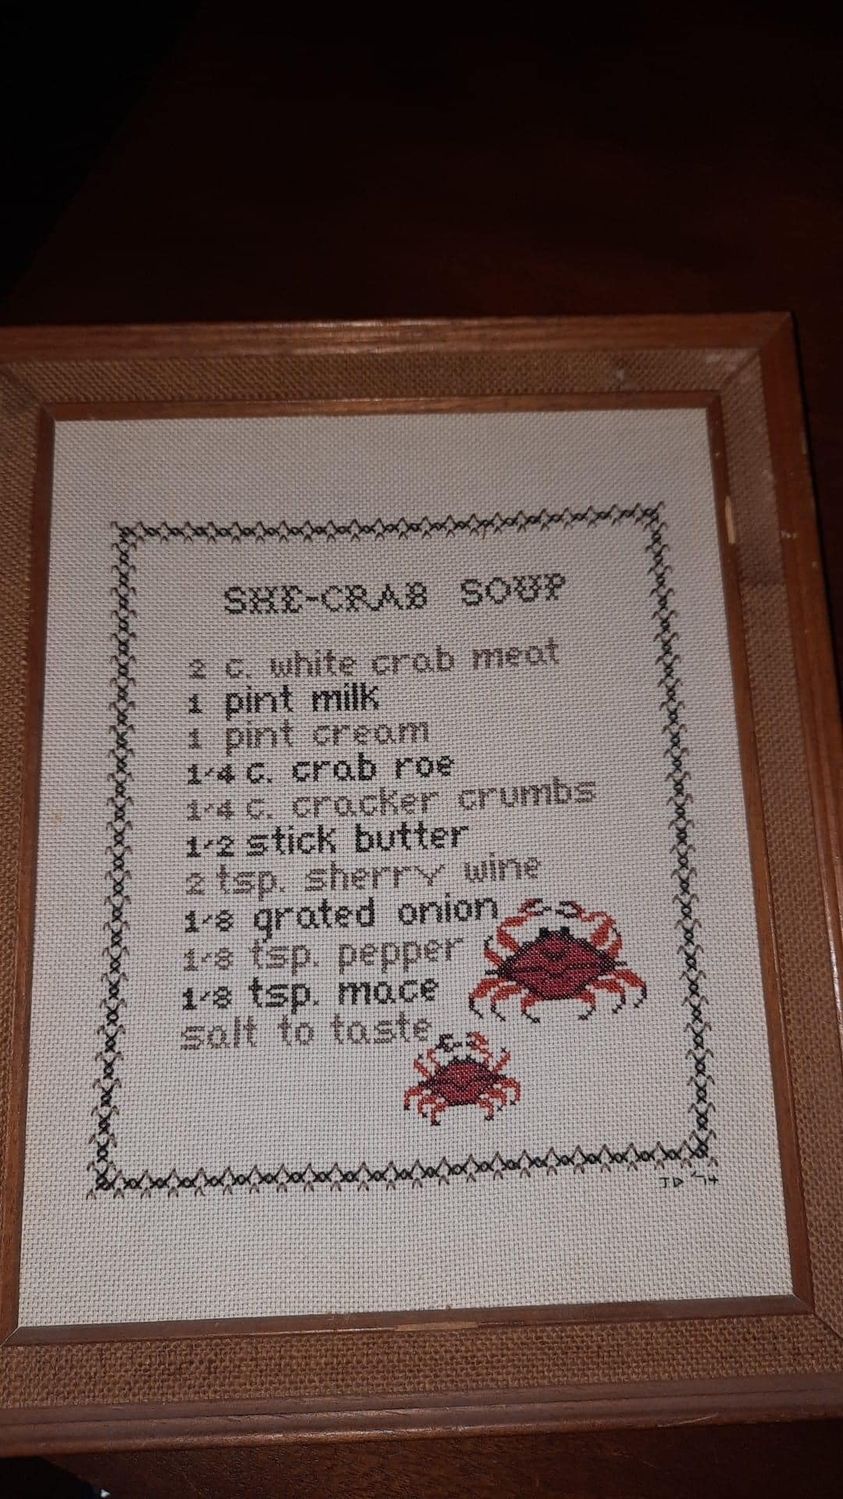 SHE-CRAB SOUP
2 c. white crab meat
1 pint milk
1 pint cream
1/4 c. crab roe
1/4 c. cracker crumbs
1/2 stick butter
2 tsp. sherry wine
1/8 grated onion
1/8 tsp. pepper
1/8 tsp. mace
salt to taste
JD '74